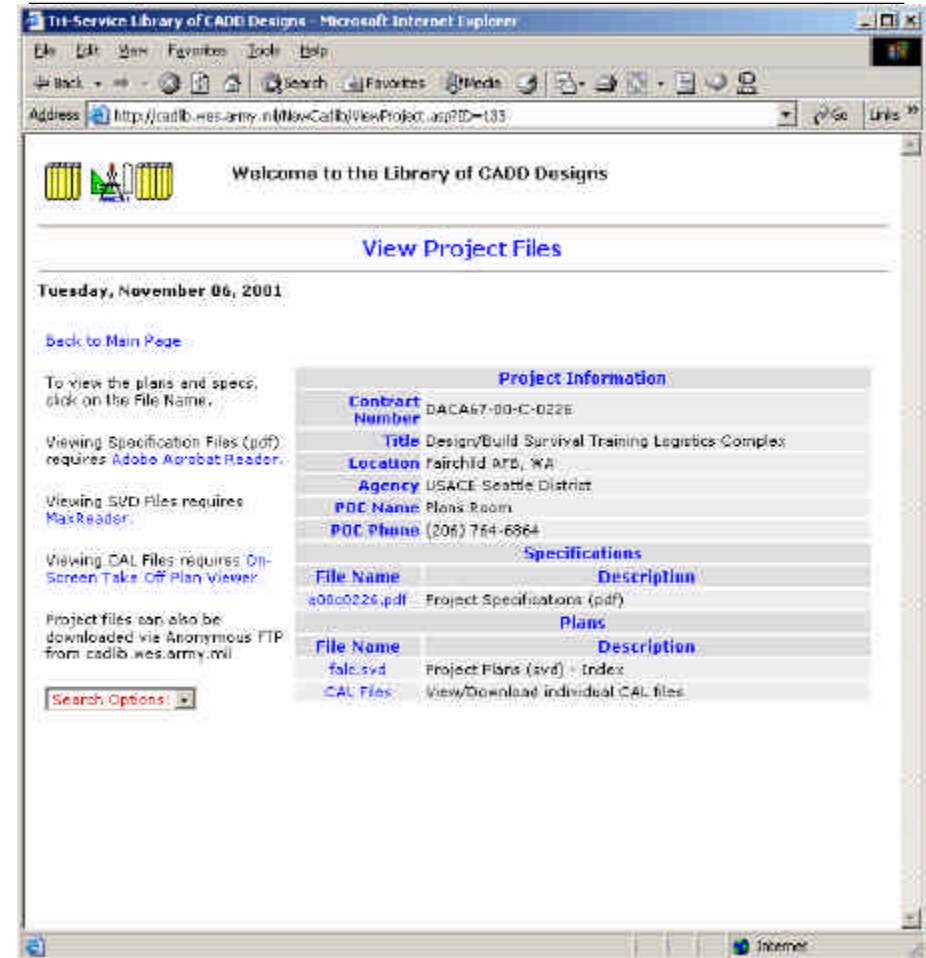 Tri-Service Library of CADD Designs - Microsoft Internet Explorer
File Edit View Favorites Tools Help
Back Search Favorites Media
Address http://cadlib.wes.army.mil/NewCadlib/ViewProject.asp?ID=133 Go Links »
Welcome to the Library of CADD Designs
View Project Files
Tuesday, November 06, 2001
Back to Main Page
To view the plans and specs,
click on the File Name.
Viewing Specification Files (pdf)
requires Adobe Acrobat Reader.
Viewing SVD Files requires
MaxReader.
Viewing CAL Files requires On-
Screen Take Off Plan Viewer
Project files can also be
downloaded via Anonymous FTP
from cadlib.wes.army.mil
Search Options:
Project Information
Contract
Number DACA67-00-C-0226
Title Design/Build Survival Training Logistics Complex
Location Fairchild AFB, WA
Agency USACE Seattle District
POC Name Plans Room
POC Phone (206) 764-6864
Specifications
File Name Description
a00c0226.pdf Project Specifications (pdf)
Plans
File Name Description
falc.svd Project Plans (svd) - Index
CAL Files View/Download individual CAL files
Internet